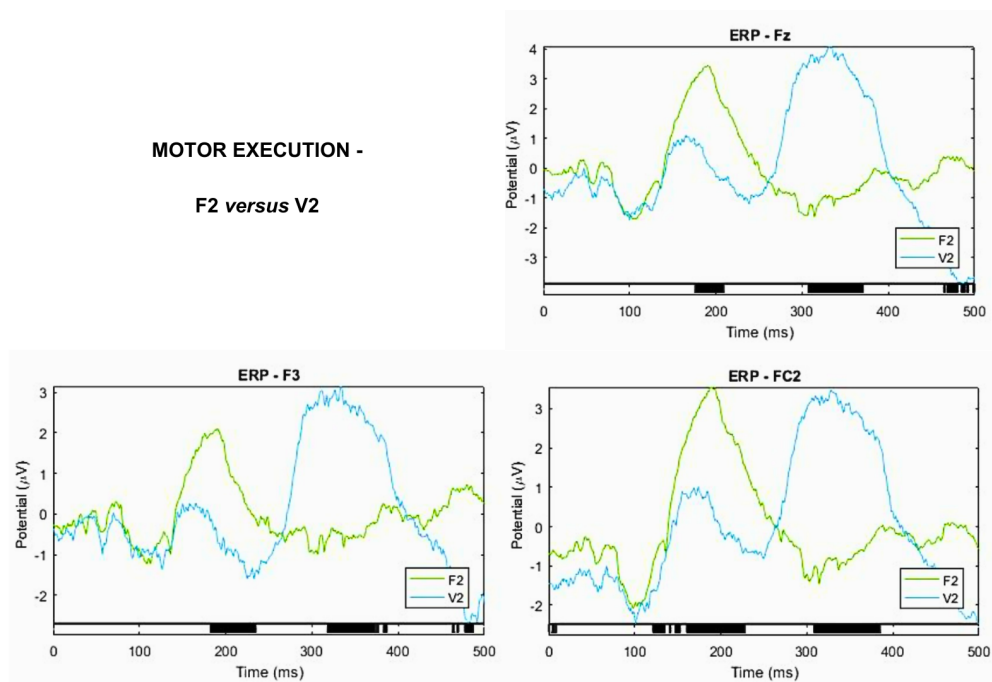 MOTOR EXECUTION -
F2 versus V2
ERP - Fz
Potential (μV)
4
3
2
1
0
-1
-2
-3
F2
V2
0 100 200 300 400 500
Time (ms)
ERP - F3
Potential (μV)
3
2
1
0
-1
-2
F2
V2
0 100 200 300 400 500
Time (ms)
ERP - FC2
Potential (μV)
3
2
1
0
-1
-2
F2
V2
0 100 200 300 400 500
Time (ms)